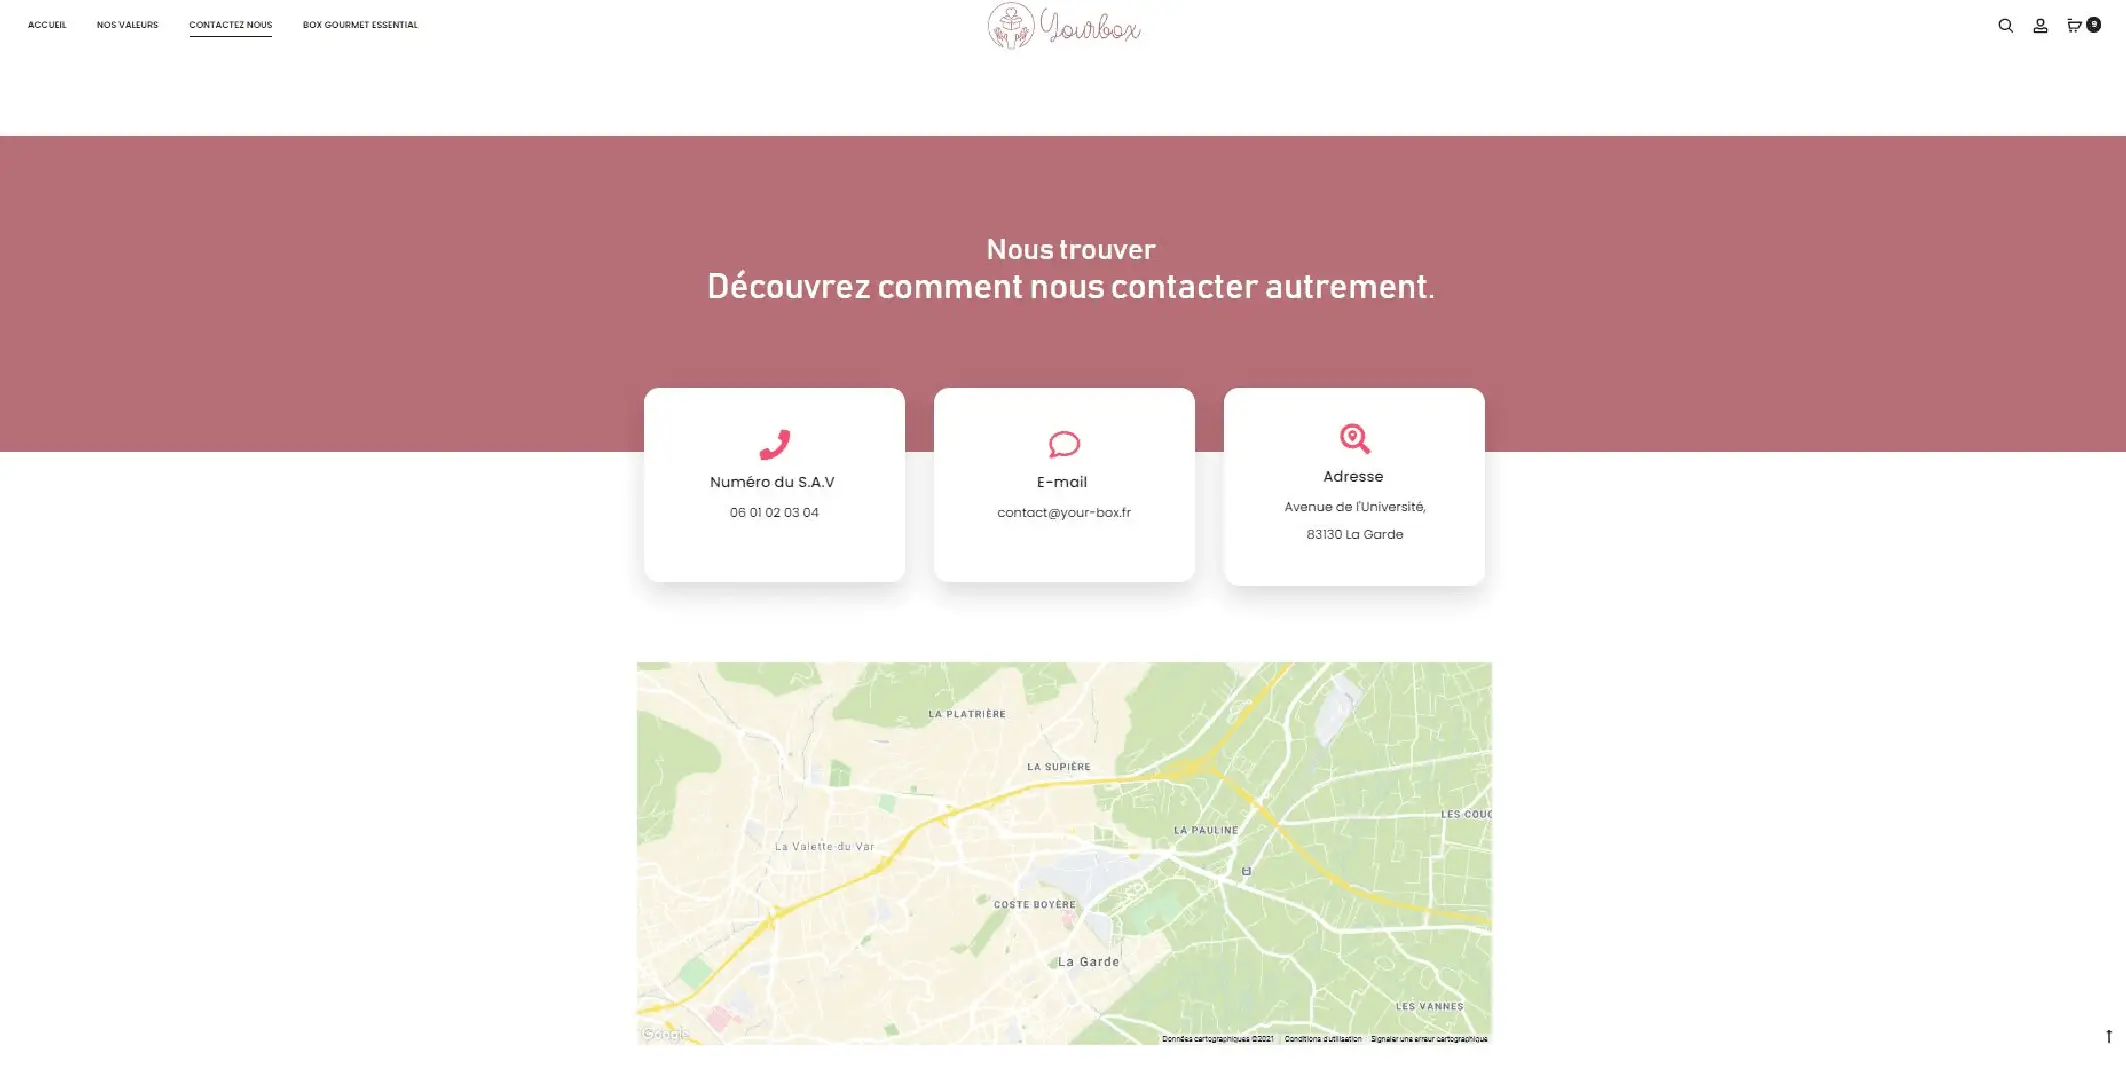 ACCUEIL
NOS VALEURS
CONTACTEZ NOUS
BOX GOURMET ESSENTIAL
Yourbox
Nous trouver
Découvrez comment nous contacter autrement.
Numéro du S.A.V
06 01 02 03 04
E-mail
contact@your-box.fr
Adresse
Avenue de l'Université,
83130 La Garde
LA PLATRIÈRE
LA SUPIÈRE
LES COUG
LA PAULINE
La Valette-du-Var
COSTE BOYÈRE
La Garde
LES VANNES
Google
Données cartographiques ©2021
Conditions d'utilisation
Signaler une erreur cartographique